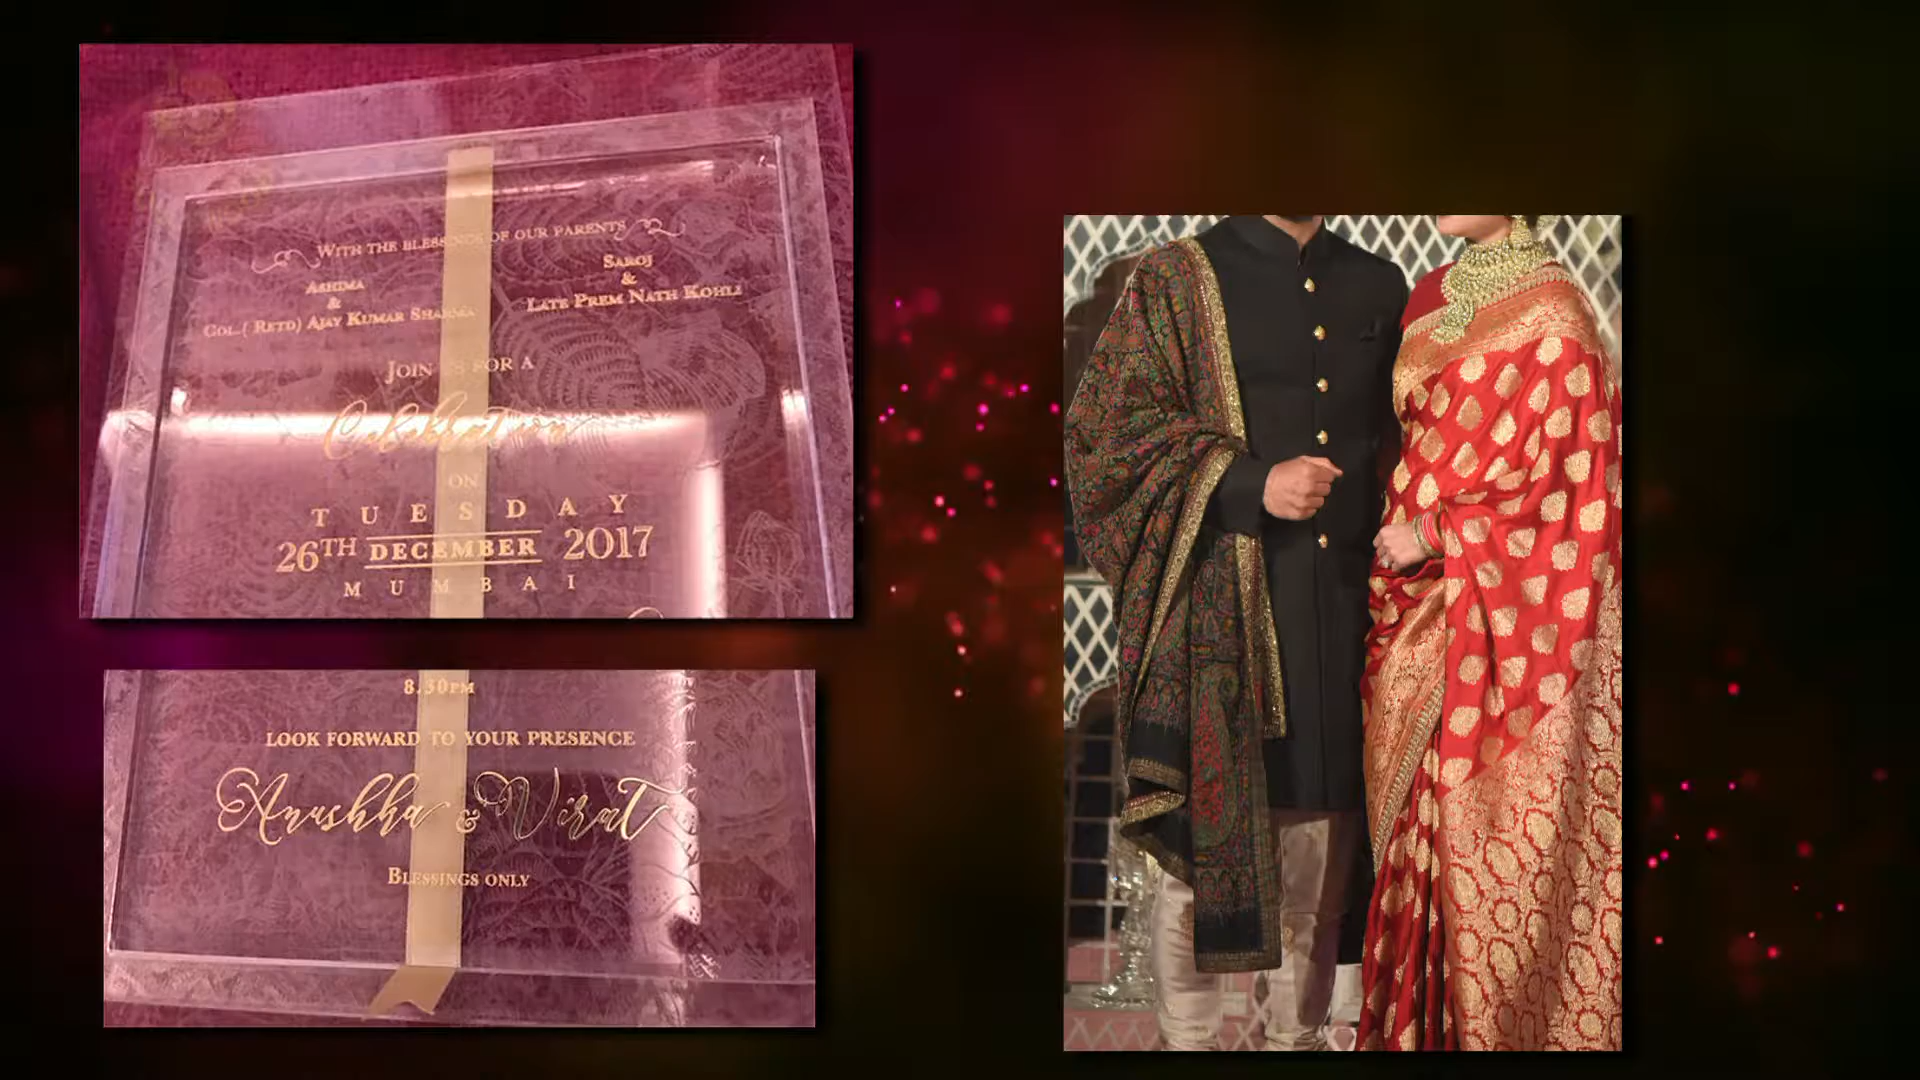 WITH THE BLESSINGS OF OUR PARENTS
ASHIMA
&
COL.( RETD) AJAY KUMAR SHARMA
SAROJ
&
LATE PREM NATH KOHLI
JOIN US FOR A
Celebration
ON
TUESDAY
26TH DECEMBER 2017
MUMBAI
8.30PM
LOOK FORWARD TO YOUR PRESENCE
Anushka & Virat
BLESSINGS ONLY